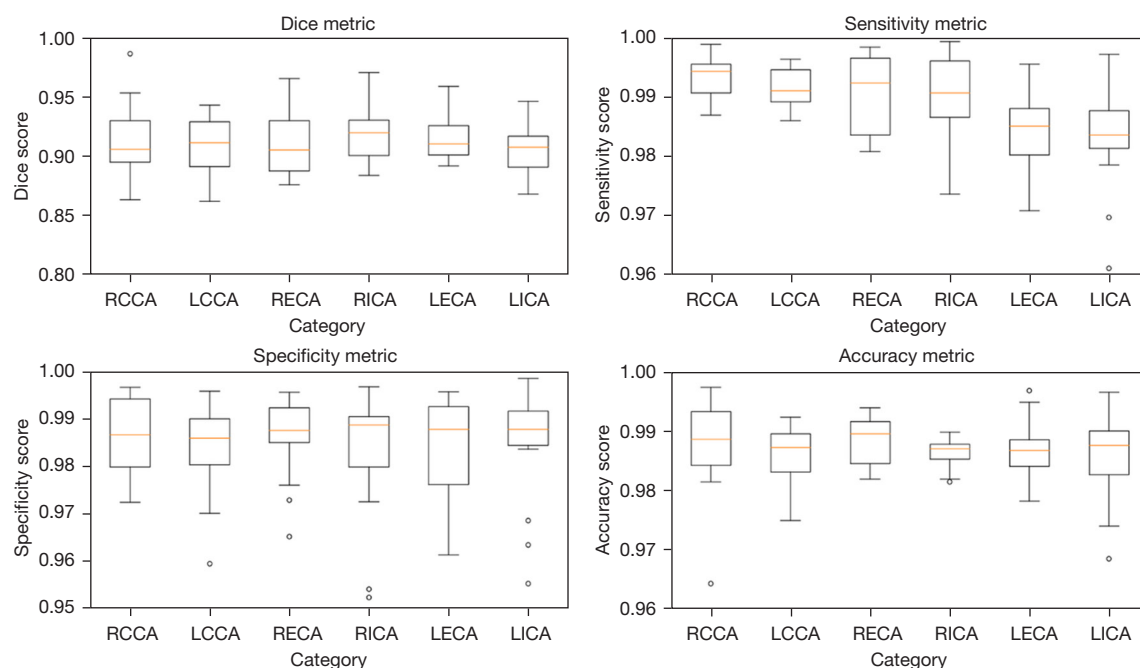 Dice metric
1.00
0.95
0.90
0.85
0.80
Dice score
RCCA LCCA RECA RICA LECA LICA
Category
Sensitivity metric
1.00
0.99
0.98
0.97
0.96
Sensitivity score
RCCA LCCA RECA RICA LECA LICA
Category
Specificity metric
1.00
0.99
0.98
0.97
0.96
0.95
Specificity score
RCCA LCCA RECA RICA LECA LICA
Category
Accuracy metric
1.00
0.99
0.98
0.97
0.96
Accuracy score
RCCA LCCA RECA RICA LECA LICA
Category